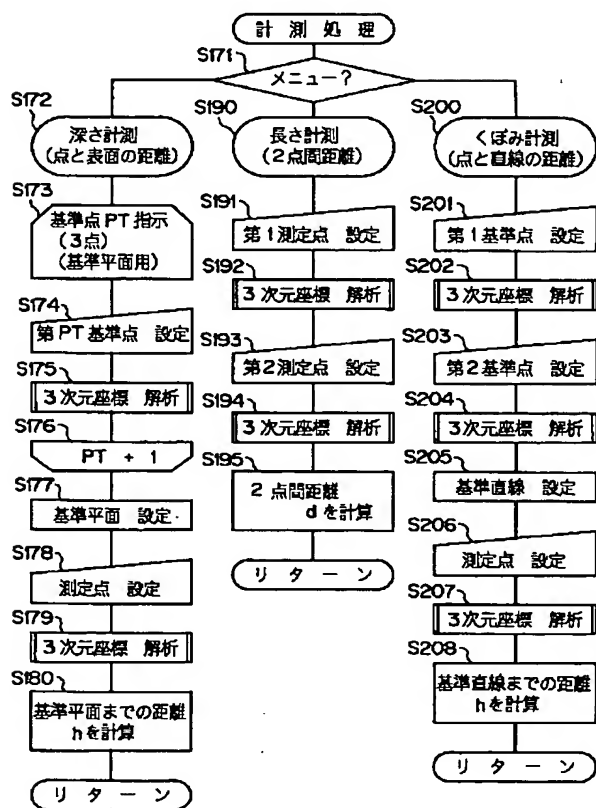 計測処理
S171
メニュー?
S172
深さ計測
(点と表面の距離)
S173
基準点PT指示
(3点)
(基準平面用)
S174
第PT基準点 設定
S175
3次元座標 解析
S176
PT + 1
S177
基準平面 設定
S178
測定点 設定
S179
3次元座標 解析
S180
基準平面までの距離
hを計算
リターン
S190
長さ計測
(2点間距離)
S191
第1測定点 設定
S192
3次元座標 解析
S193
第2測定点 設定
S194
3次元座標 解析
S195
2点間距離
dを計算
リターン
S200
くぼみ計測
(点と直線の距離)
S201
第1基準点 設定
S202
3次元座標 解析
S203
第2基準点 設定
S204
3次元座標 解析
S205
基準直線 設定
S206
測定点 設定
S207
3次元座標 解析
S208
基準直線までの距離
hを計算
リターン